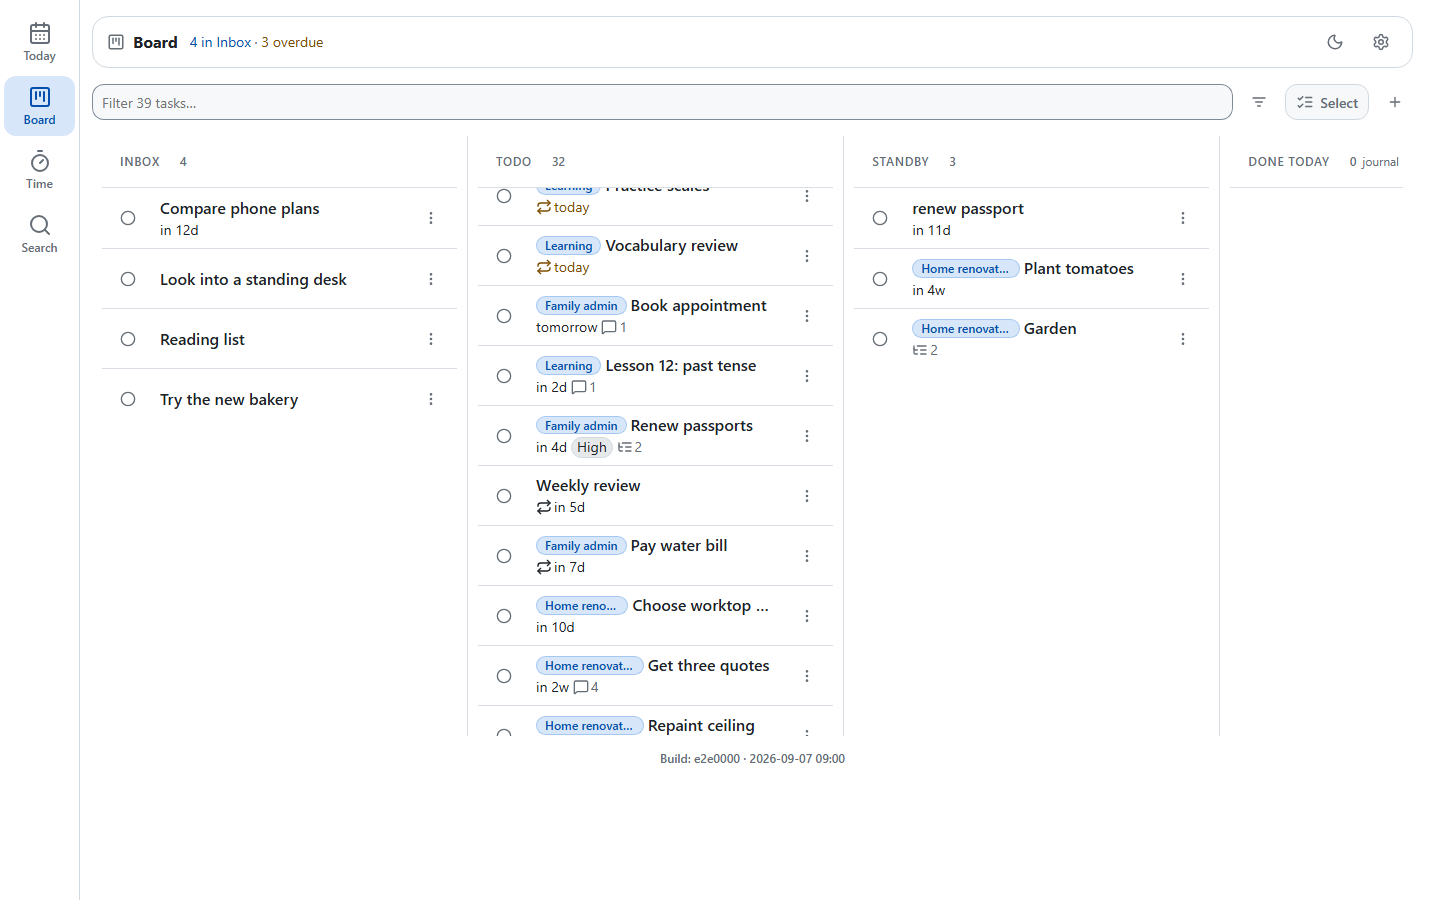 Today
Board
Time
Search
Board 4 in Inbox · 3 overdue
Filter 39 tasks...
Select
INBOX 4
Compare phone plans
in 12d
Look into a standing desk
Reading list
Try the new bakery
TODO 32
Learning Practice scales
today
Learning Vocabulary review
today
Family admin Book appointment
tomorrow 1
Learning Lesson 12: past tense
in 2d 1
Family admin Renew passports
in 4d High 2
Weekly review
in 5d
Family admin Pay water bill
in 7d
Home reno... Choose worktop ...
in 10d
Home renovat... Get three quotes
in 2w 4
Home renovat... Repaint ceiling
STANDBY 3
renew passport
in 11d
Home renovat... Plant tomatoes
in 4w
Home renovat... Garden
2
DONE TODAY 0 journal
Build: e2e0000 · 2026-09-07 09:00